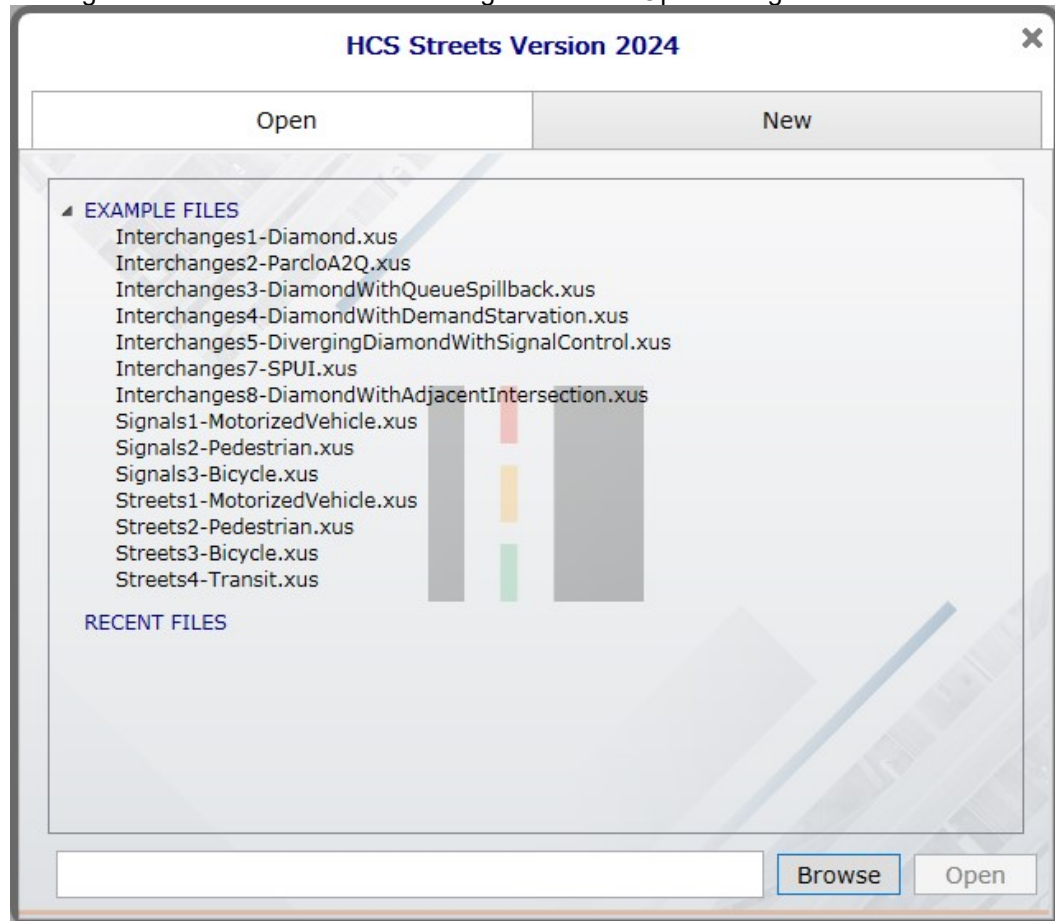 HCS Streets Version 2024
Open
New
EXAMPLE FILES
Interchanges1-Diamond.xus
Interchanges2-ParcloA2Q.xus
Interchanges3-DiamondWithQueueSpillback.xus
Interchanges4-DiamondWithDemandStarvation.xus
Interchanges5-DivergingDiamondWithSignalControl.xus
Interchanges7-SPUI.xus
Interchanges8-DiamondWithAdjacentIntersection.xus
Signals1-MotorizedVehicle.xus
Signals2-Pedestrian.xus
Signals3-Bicycle.xus
Streets1-MotorizedVehicle.xus
Streets2-Pedestrian.xus
Streets3-Bicycle.xus
Streets4-Transit.xus
RECENT FILES
Browse
Open